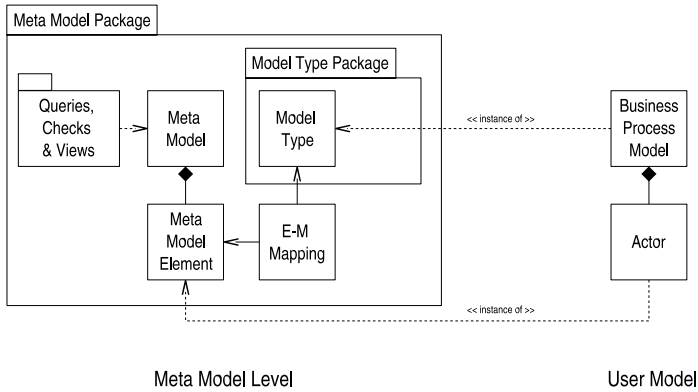 Meta Model Package
Model Type Package
Queries,
Checks
& Views
Meta
Model
Model
Type
<< instance of >>
Business
Process
Model
Meta
Model
Element
E-M
Mapping
Actor
<< instance of >>
Meta Model Level
User Model